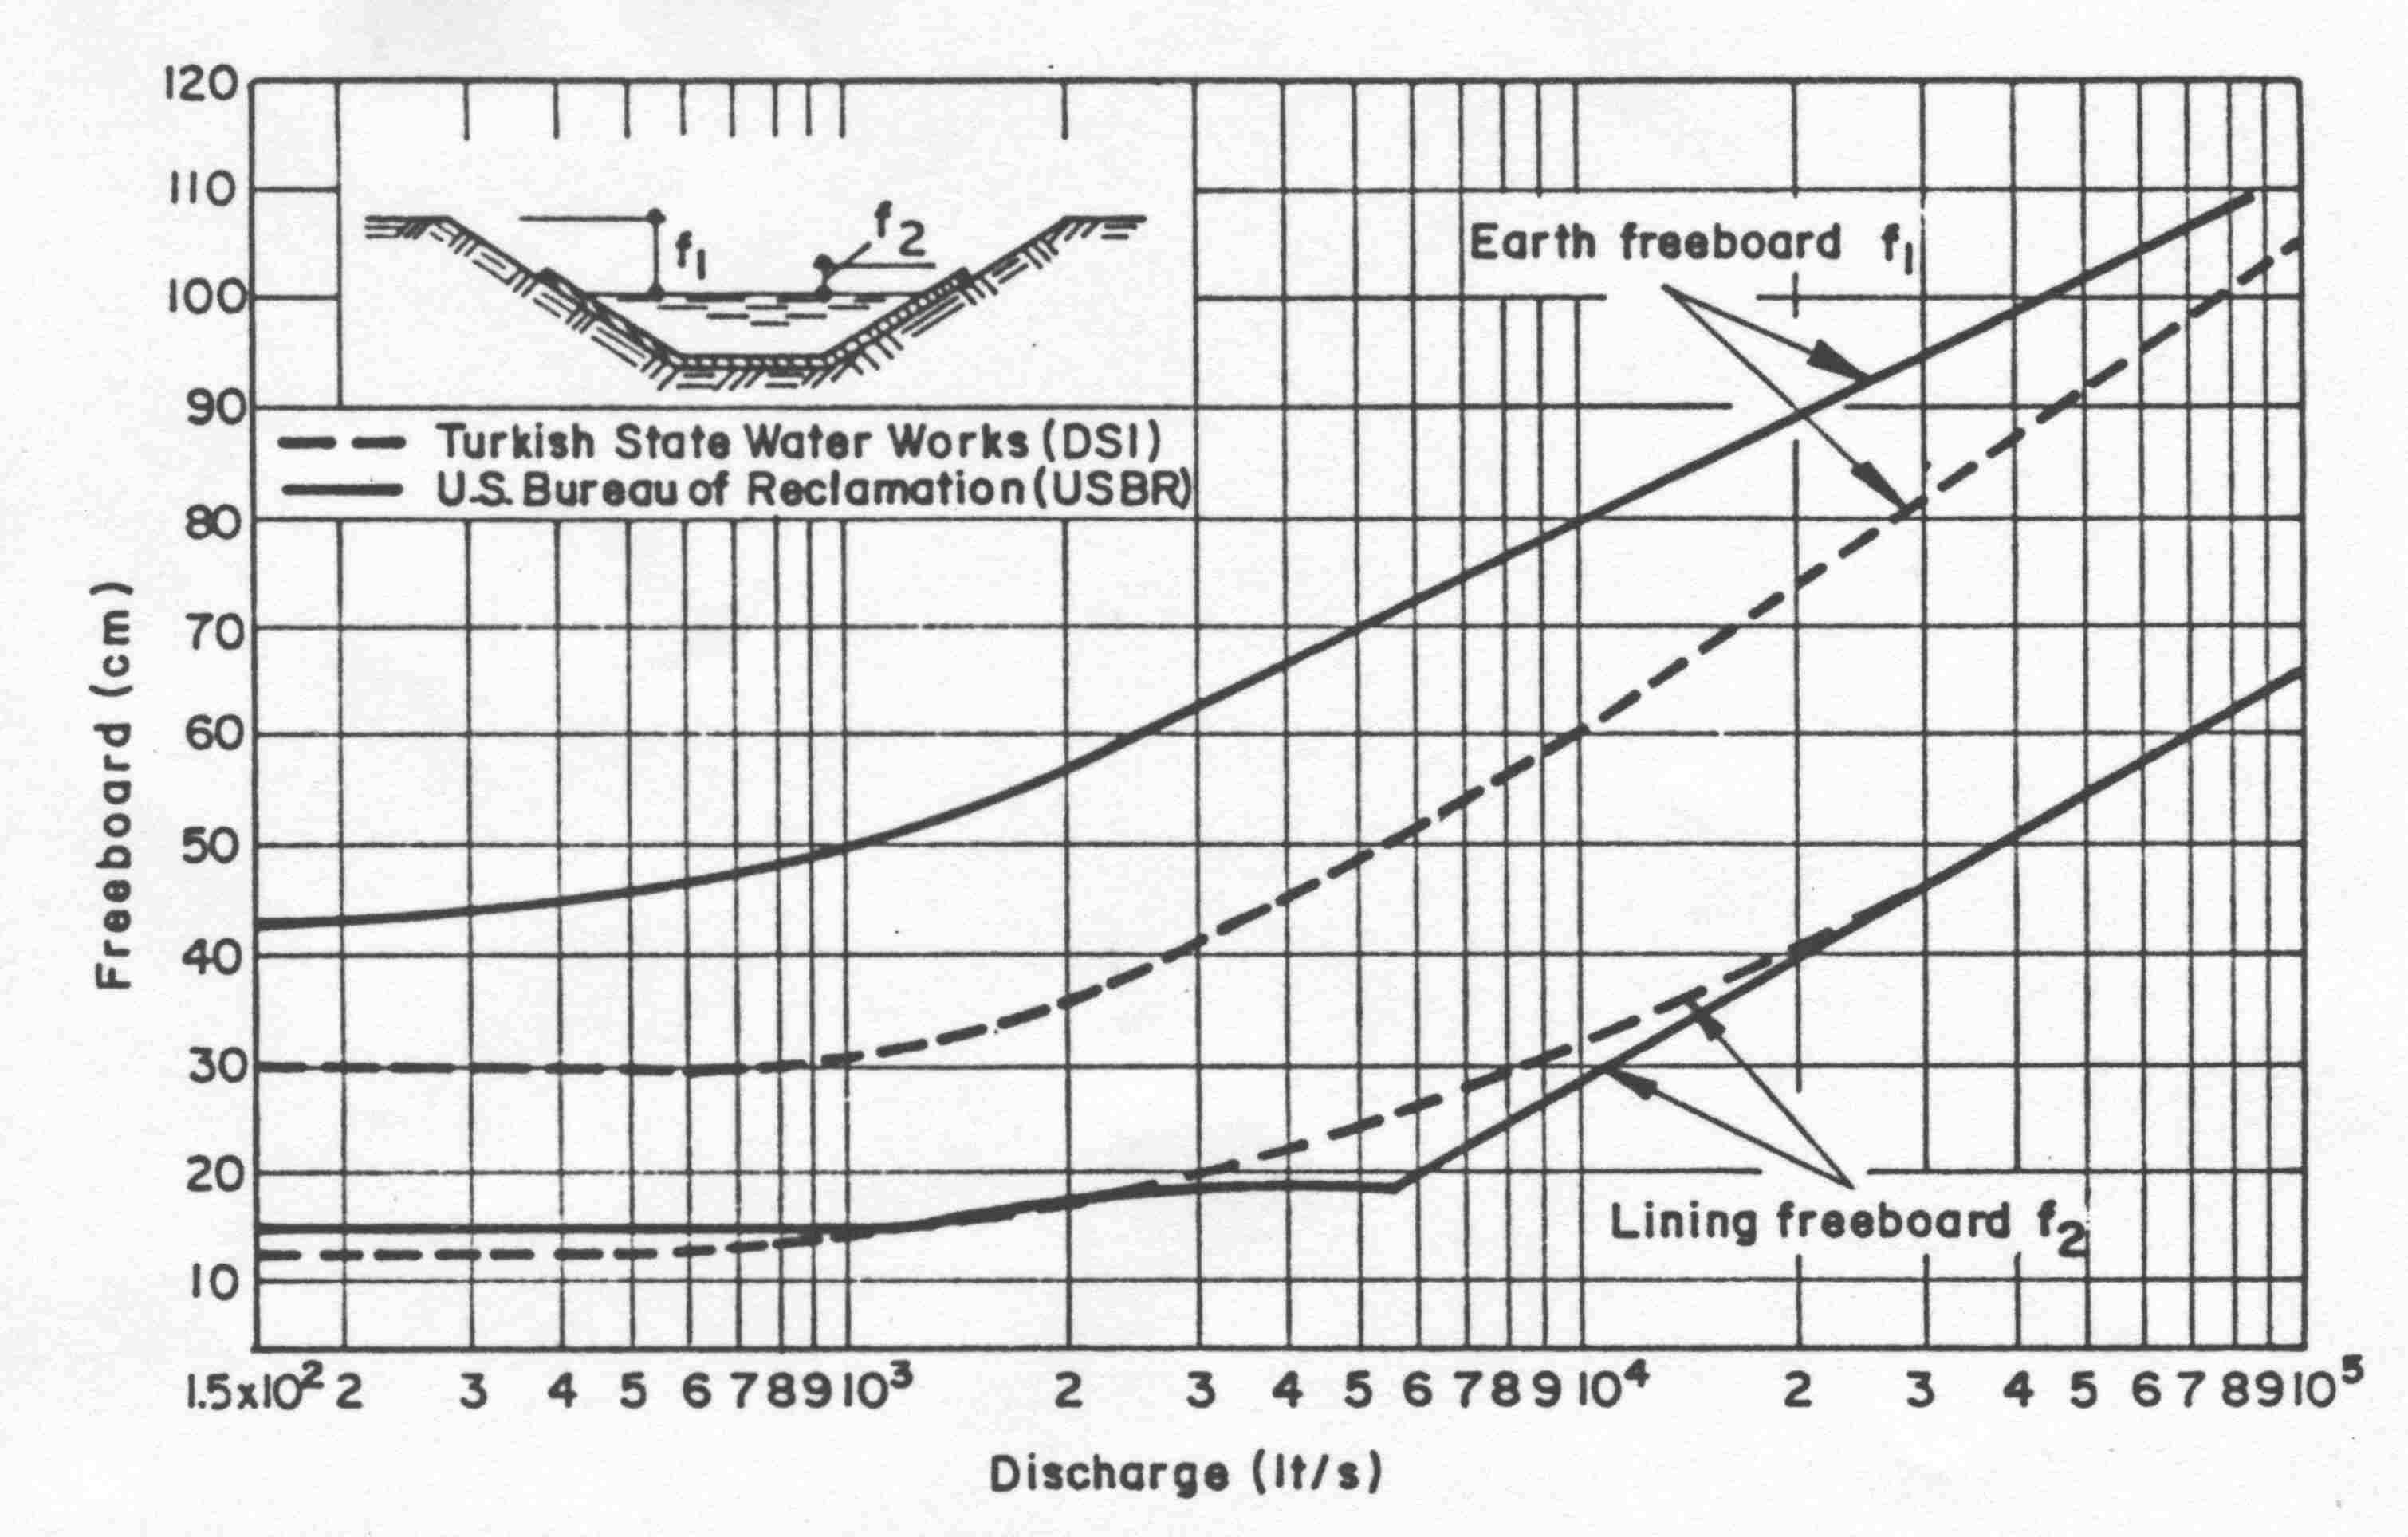 120
110
100
90
80
70
60
50
40
30
20
10
Freeboard (cm)
f1
f2
Earth freeboard f1
Turkish State Water Works (DSI)
U.S. Bureau of Reclamation (USBR)
Lining freeboard f2
1.5x10² 2 3 4 5 6 7 8 9 10³ 2 3 4 5 6 7 8 9 10⁴ 2 3 4 5 6 7 8 9 10⁵
Discharge (lt/s)